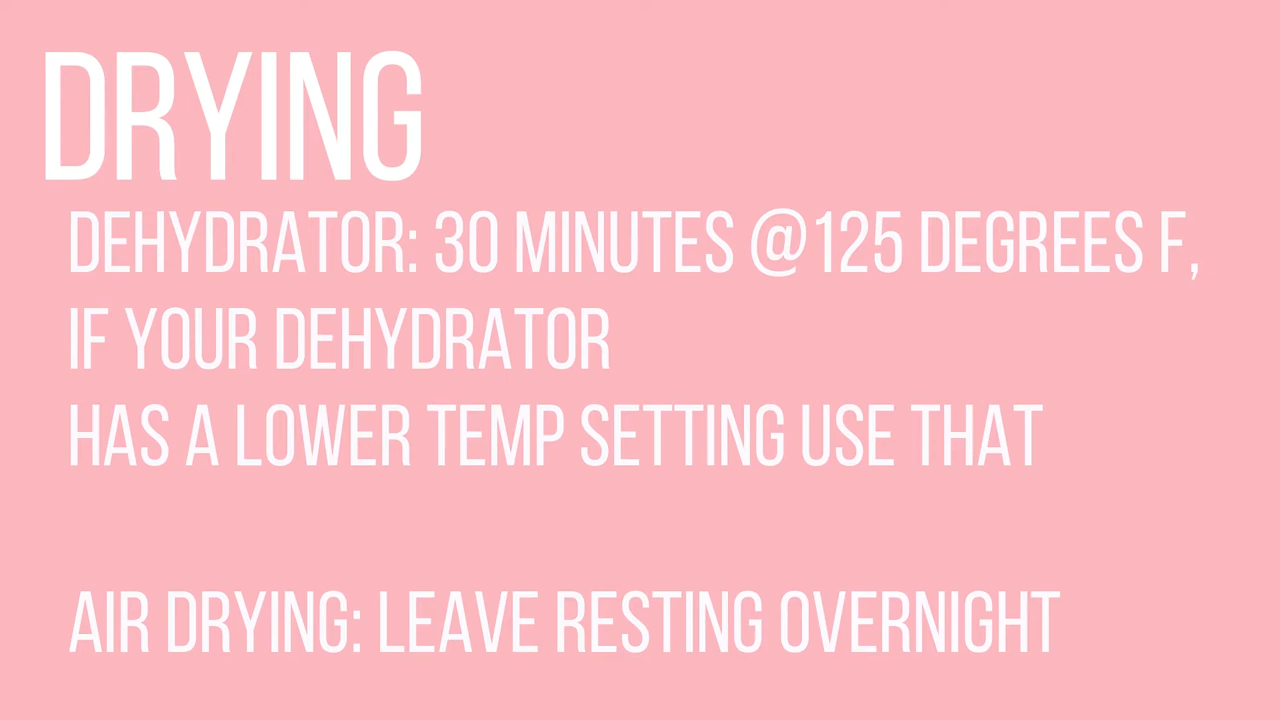 DRYING
DEHYDRATOR: 30 MINUTES @125 DEGREES F,
IF YOUR DEHYDRATOR
HAS A LOWER TEMP SETTING USE THAT
AIR DRYING: LEAVE RESTING OVERNIGHT